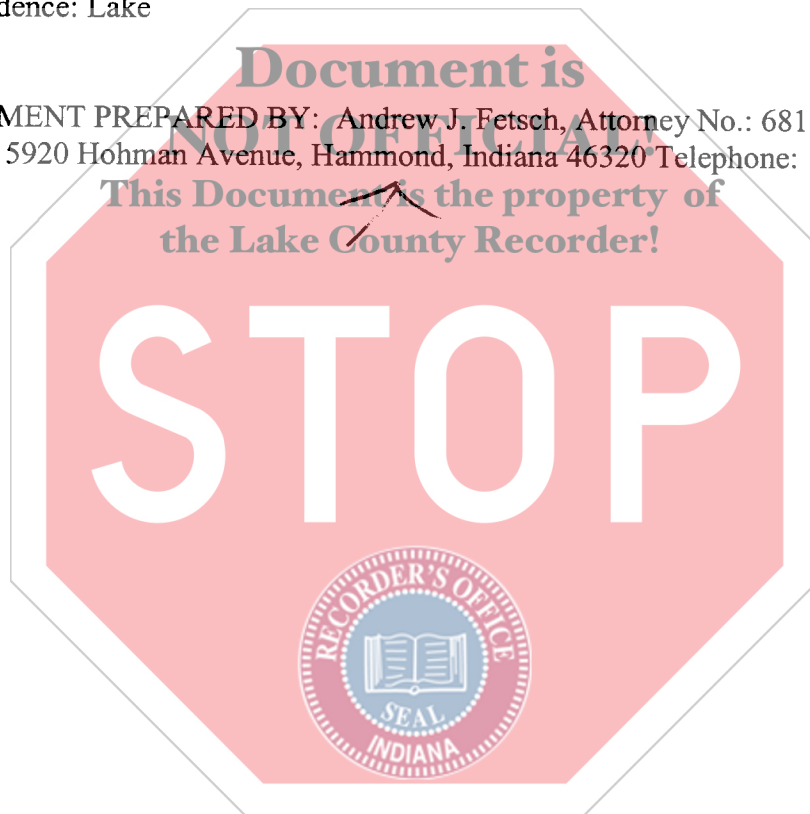 dence: Lake
Document is
MENT PREPARED BY: Andrew J. Fetsch, Attorney No.: 681
NOT OFFICIAL!
5920 Hohman Avenue, Hammond, Indiana 46320 Telephone:
This Document is the property of
the Lake County Recorder!
STOP
RECORDER'S OFFICE
SEAL
INDIANA